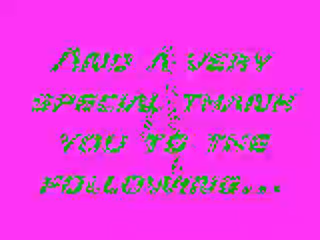 AND A VERY
SPECIAL THANK
YOU TO THE
FOLLOWING...